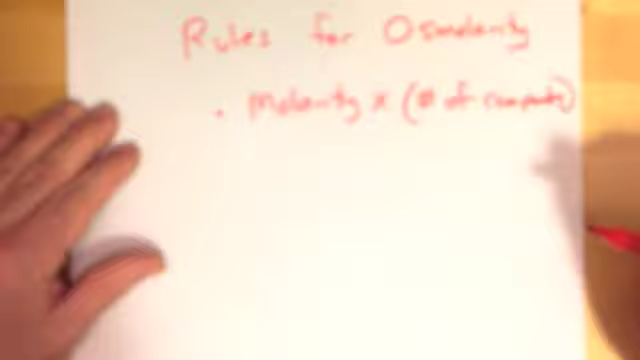 Rules for Osmolarity
• Molarity x (# of